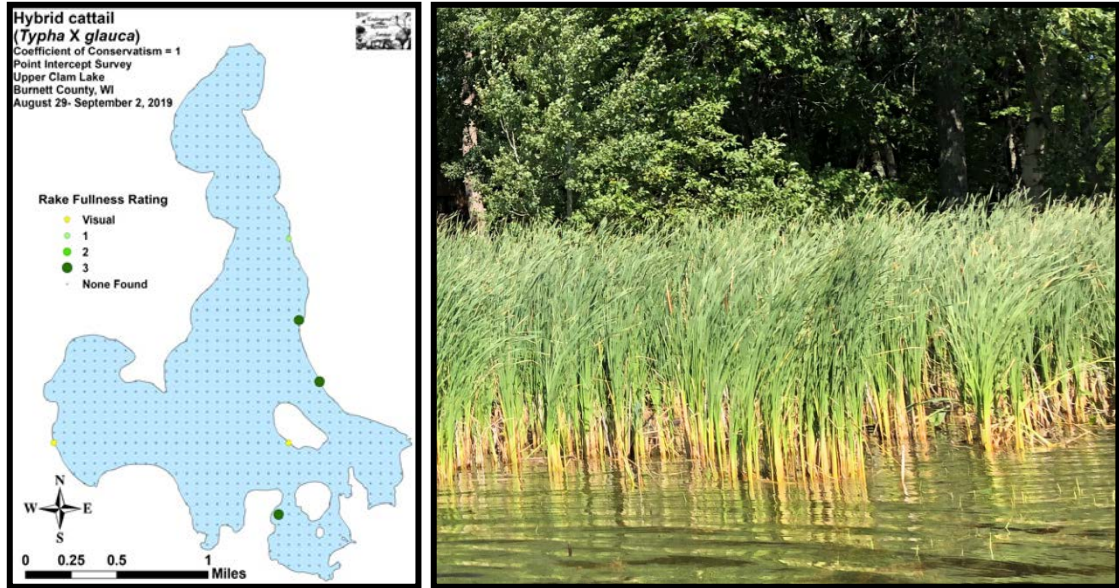 Hybrid cattail
(Typha X glauca)
Coefficient of Conservatism = 1
Point Intercept Survey
Upper Clam Lake
Burnett County, WI
August 29- September 2, 2019
Rake Fullness Rating
Visual
1
2
3
None Found
N
W E
S
0 0.25 0.5 1
Miles